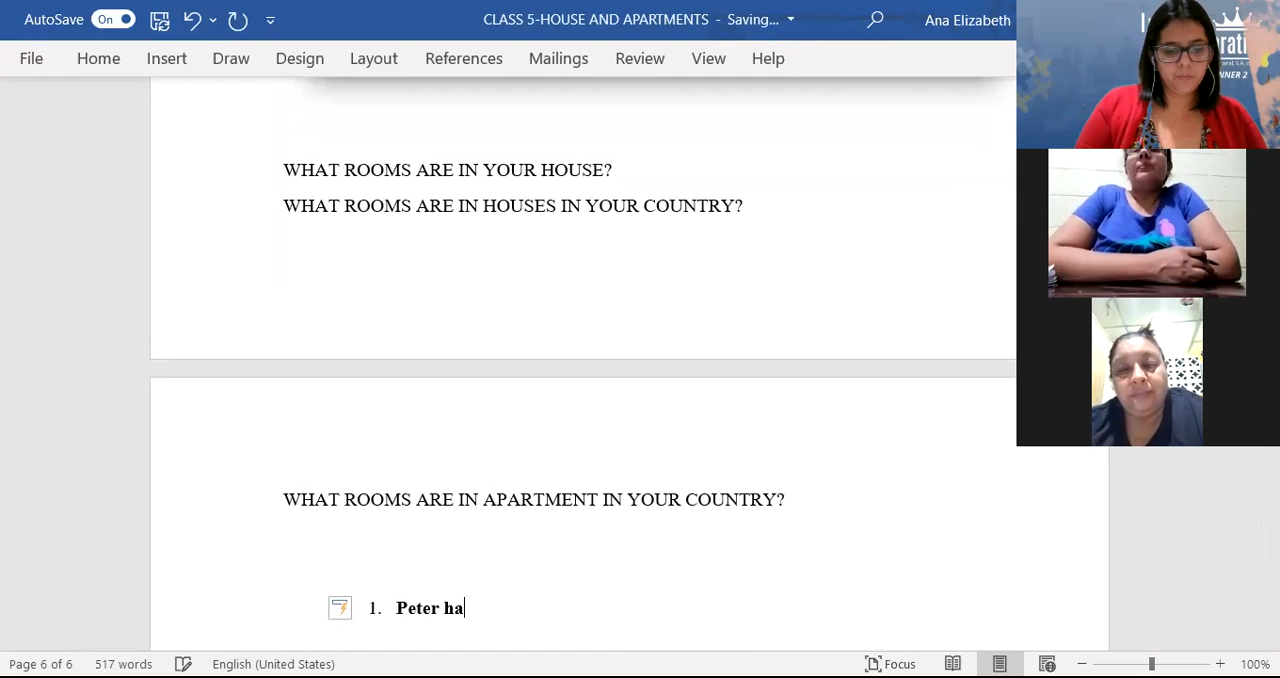 AutoSave On CLASS 5-HOUSE AND APARTMENTS - Saving... Ana Elizabeth
File Home Insert Draw Design Layout References Mailings Review View Help
NNER 2
WHAT ROOMS ARE IN YOUR HOUSE?
WHAT ROOMS ARE IN HOUSES IN YOUR COUNTRY?
WHAT ROOMS ARE IN APARTMENT IN YOUR COUNTRY?
1. Peter ha
Page 6 of 6 517 words English (United States) Focus 100%